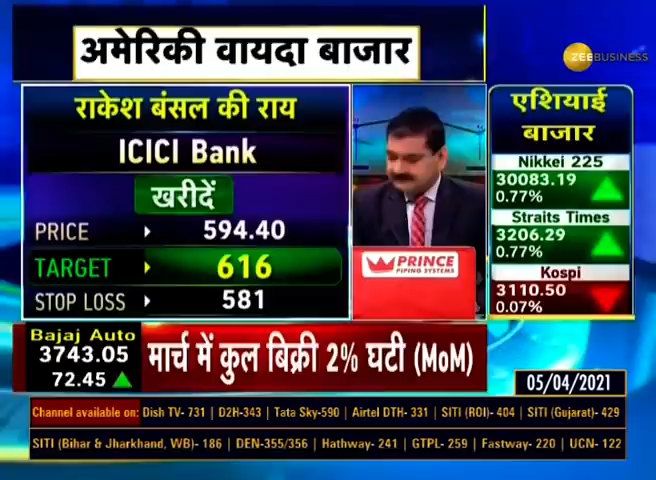 अमेरिकी वायदा बाजार
ZEEBUSINESS
राकेश बंसल की राय
ICICI Bank
खरीदें
PRICE 594.40
TARGET 616
STOP LOSS 581
PRINCE
PIPING SYSTEMS
एशियाई
बाजार
Nikkei 225
30083.19
0.77%
Straits Times
3206.29
0.77%
Kospi
3110.50
0.07%
Bajaj Auto
3743.05
72.45
मार्च में कुल बिक्री 2% घटी (MoM)
05/04/2021
Channel available on: Dish TV- 731 | D2H-343 | Tata Sky-590 | Airtel DTH- 331 | SITI (ROI)- 404 | SITI (Gujarat)- 429
SITI (Bihar & Jharkhand, WB)- 186 | DEN-355/356 | Hathway- 241 | GTPL- 259 | Fastway- 220 | UCN- 122